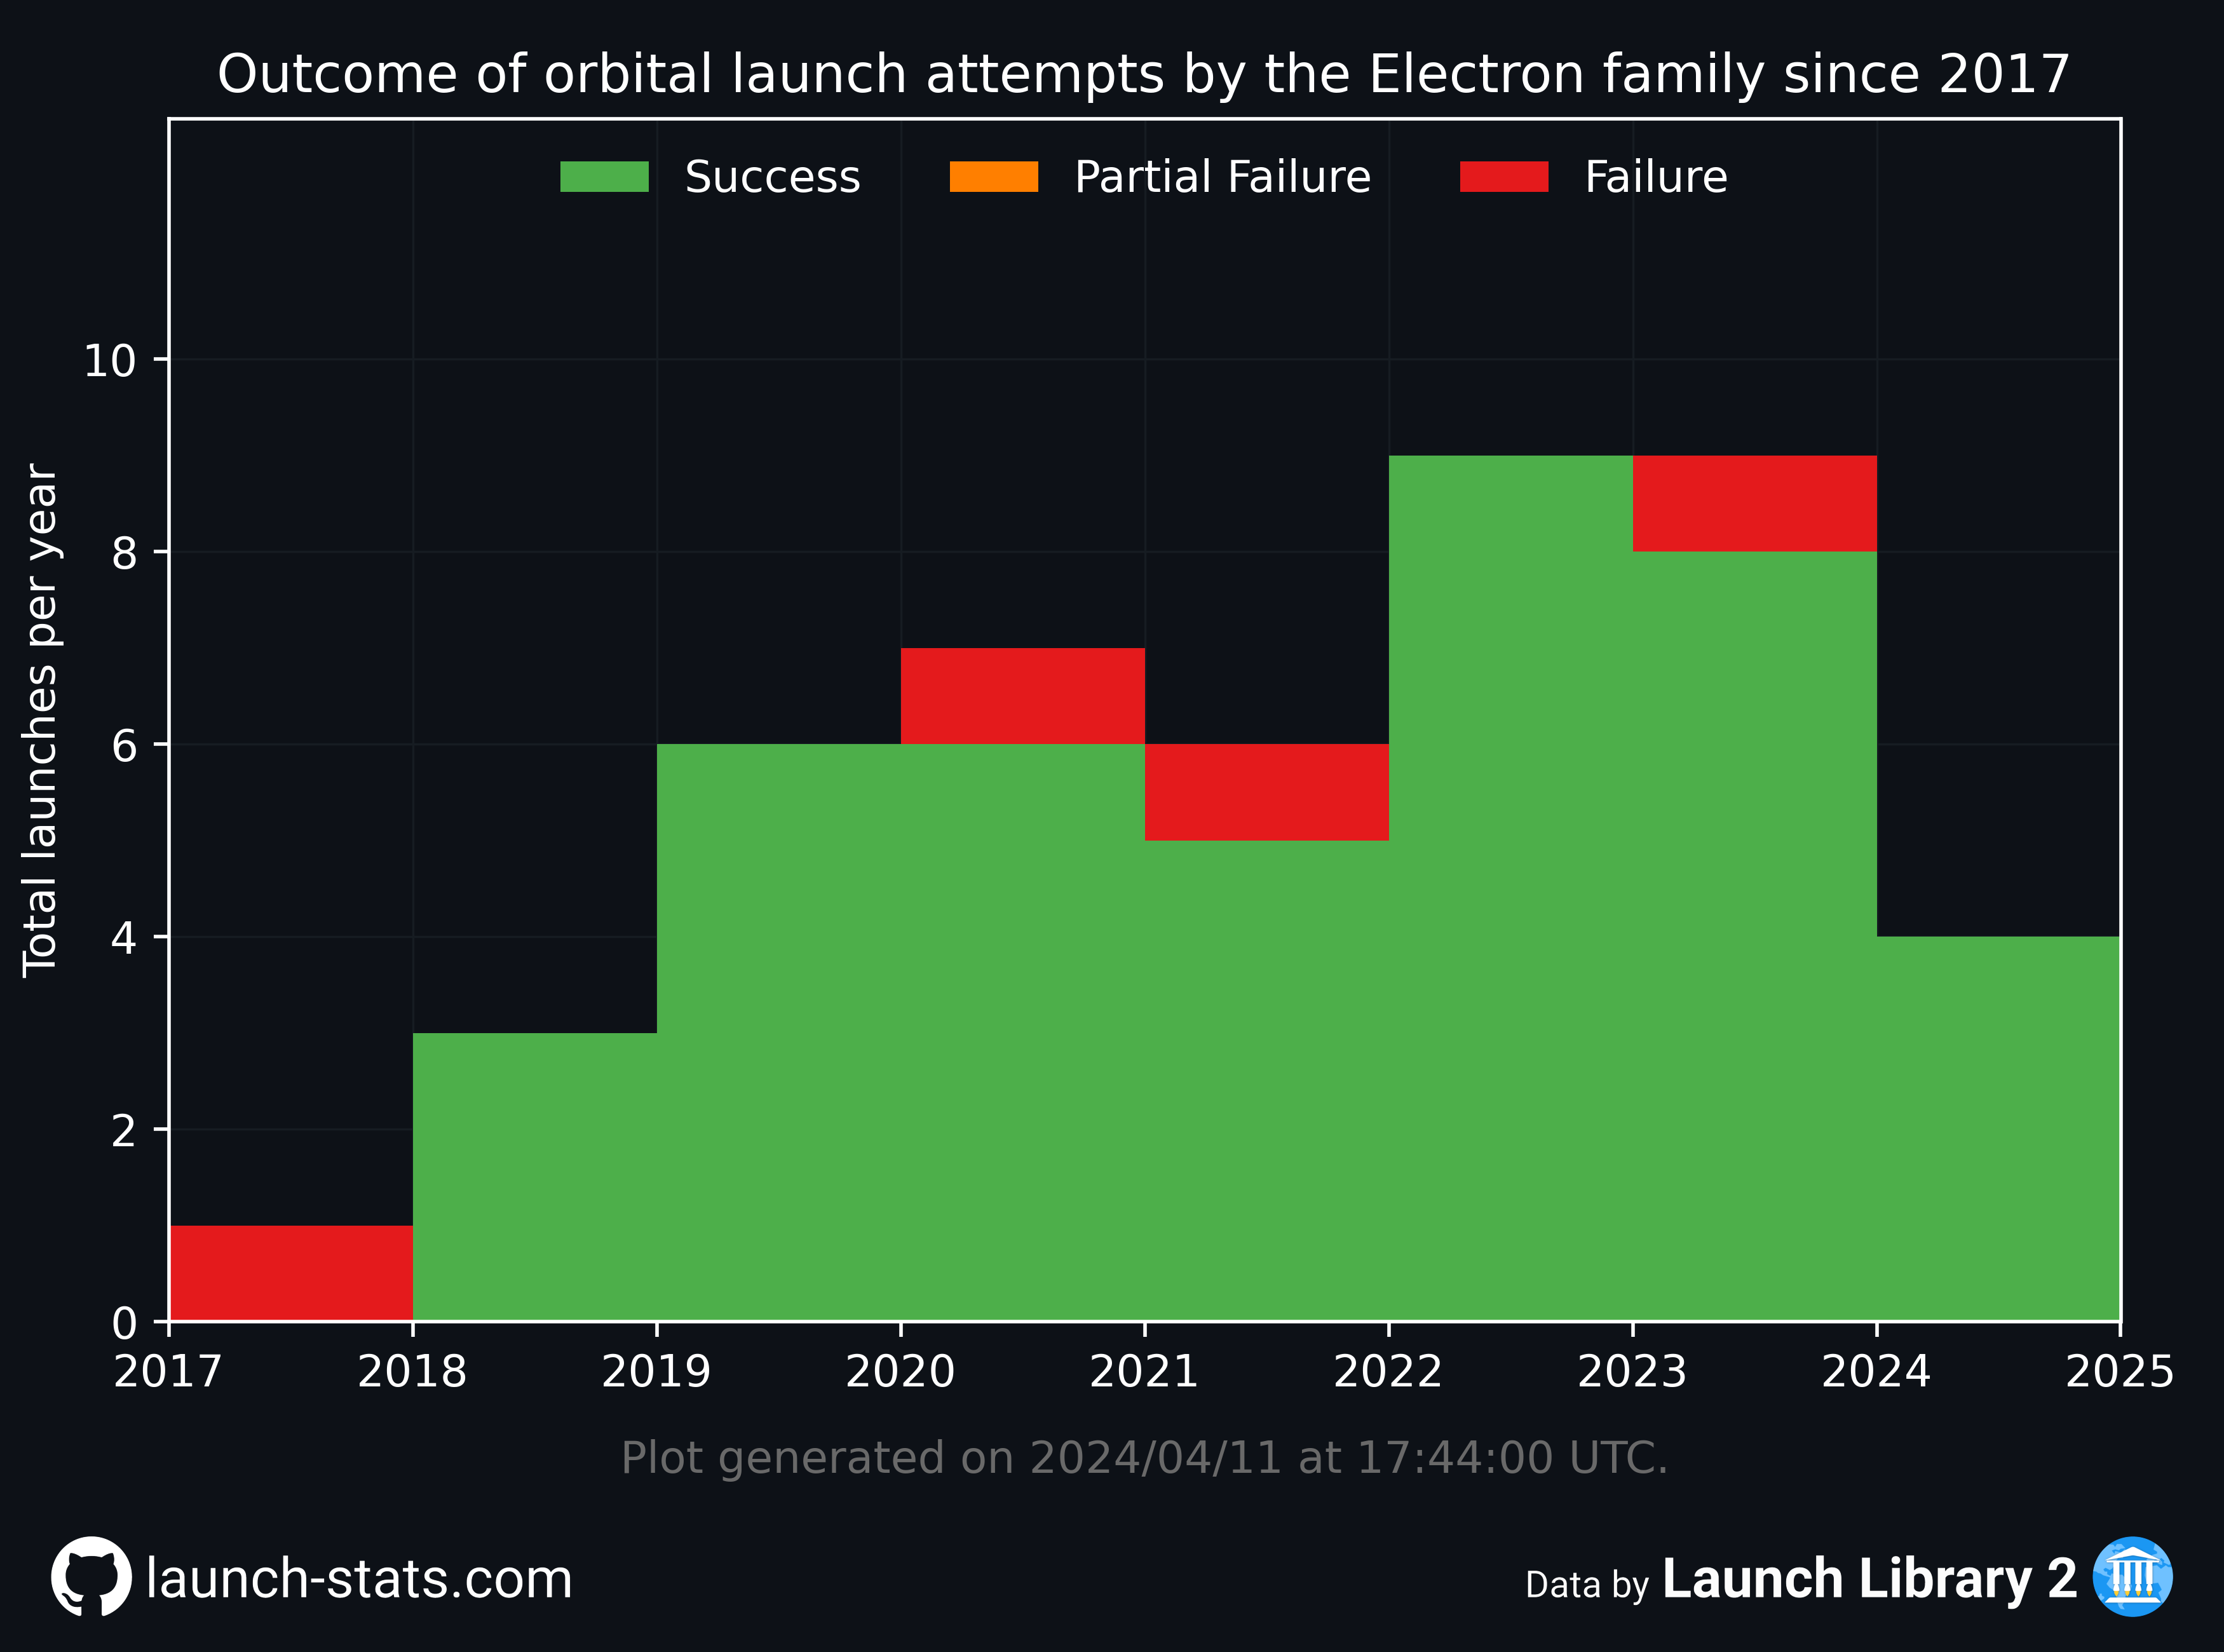 Outcome of orbital launch attempts by the Electron family since 2017
Success Partial Failure Failure
Total launches per year
10
8
6
4
2
0
2017 2018 2019 2020 2021 2022 2023 2024 2025
Plot generated on 2024/04/11 at 17:44:00 UTC.
launch-stats.com
Data by Launch Library 2